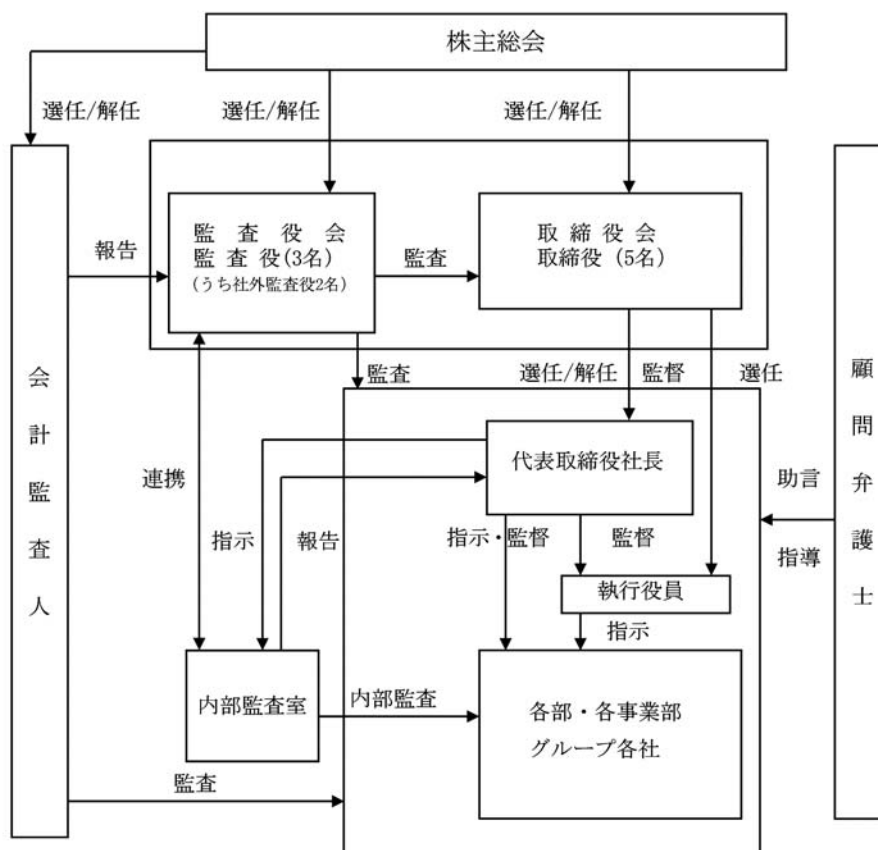 株主総会
選任/解任
選任/解任
選任/解任
監査役会
監査役(3名)
(うち社外監査役2名)
取締役会
取締役(5名)
報告
監査
会計監査人
顧問弁護士
監査
選任/解任
監督
選任
代表取締役社長
連携
指示
報告
指示・監督
監督
助言
指導
執行役員
指示
内部監査室
内部監査
各部・各事業部
グループ各社
監査